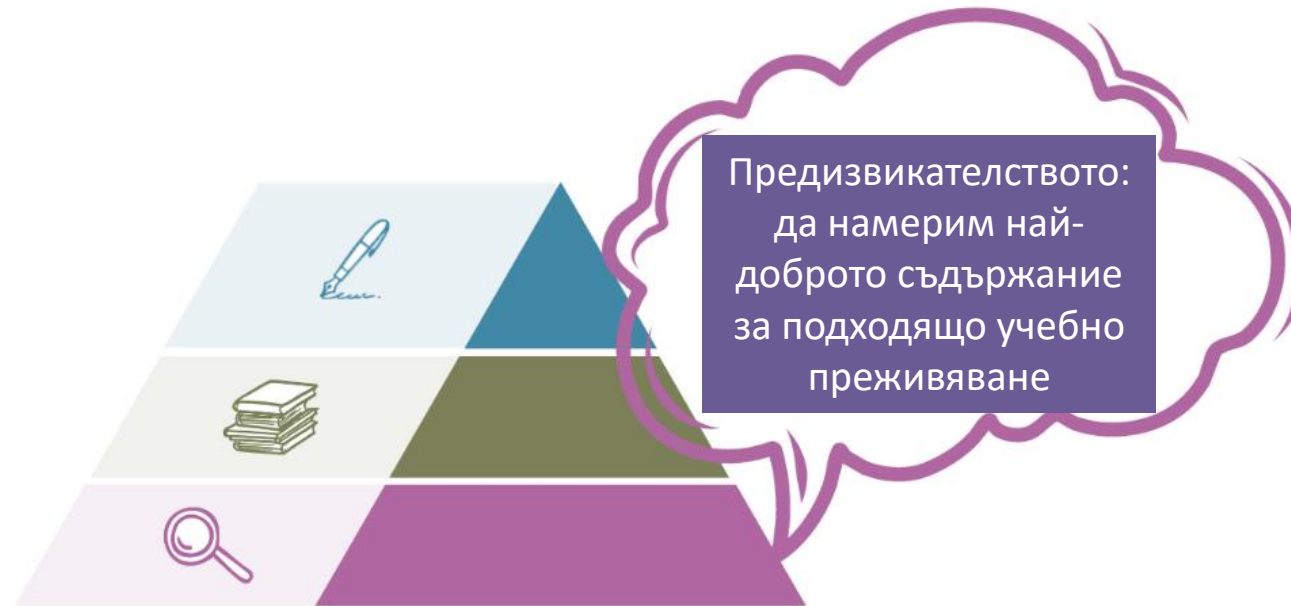 Предизвикателството:
да намерим най-
доброто съдържание
за подходящо учебно
преживяване